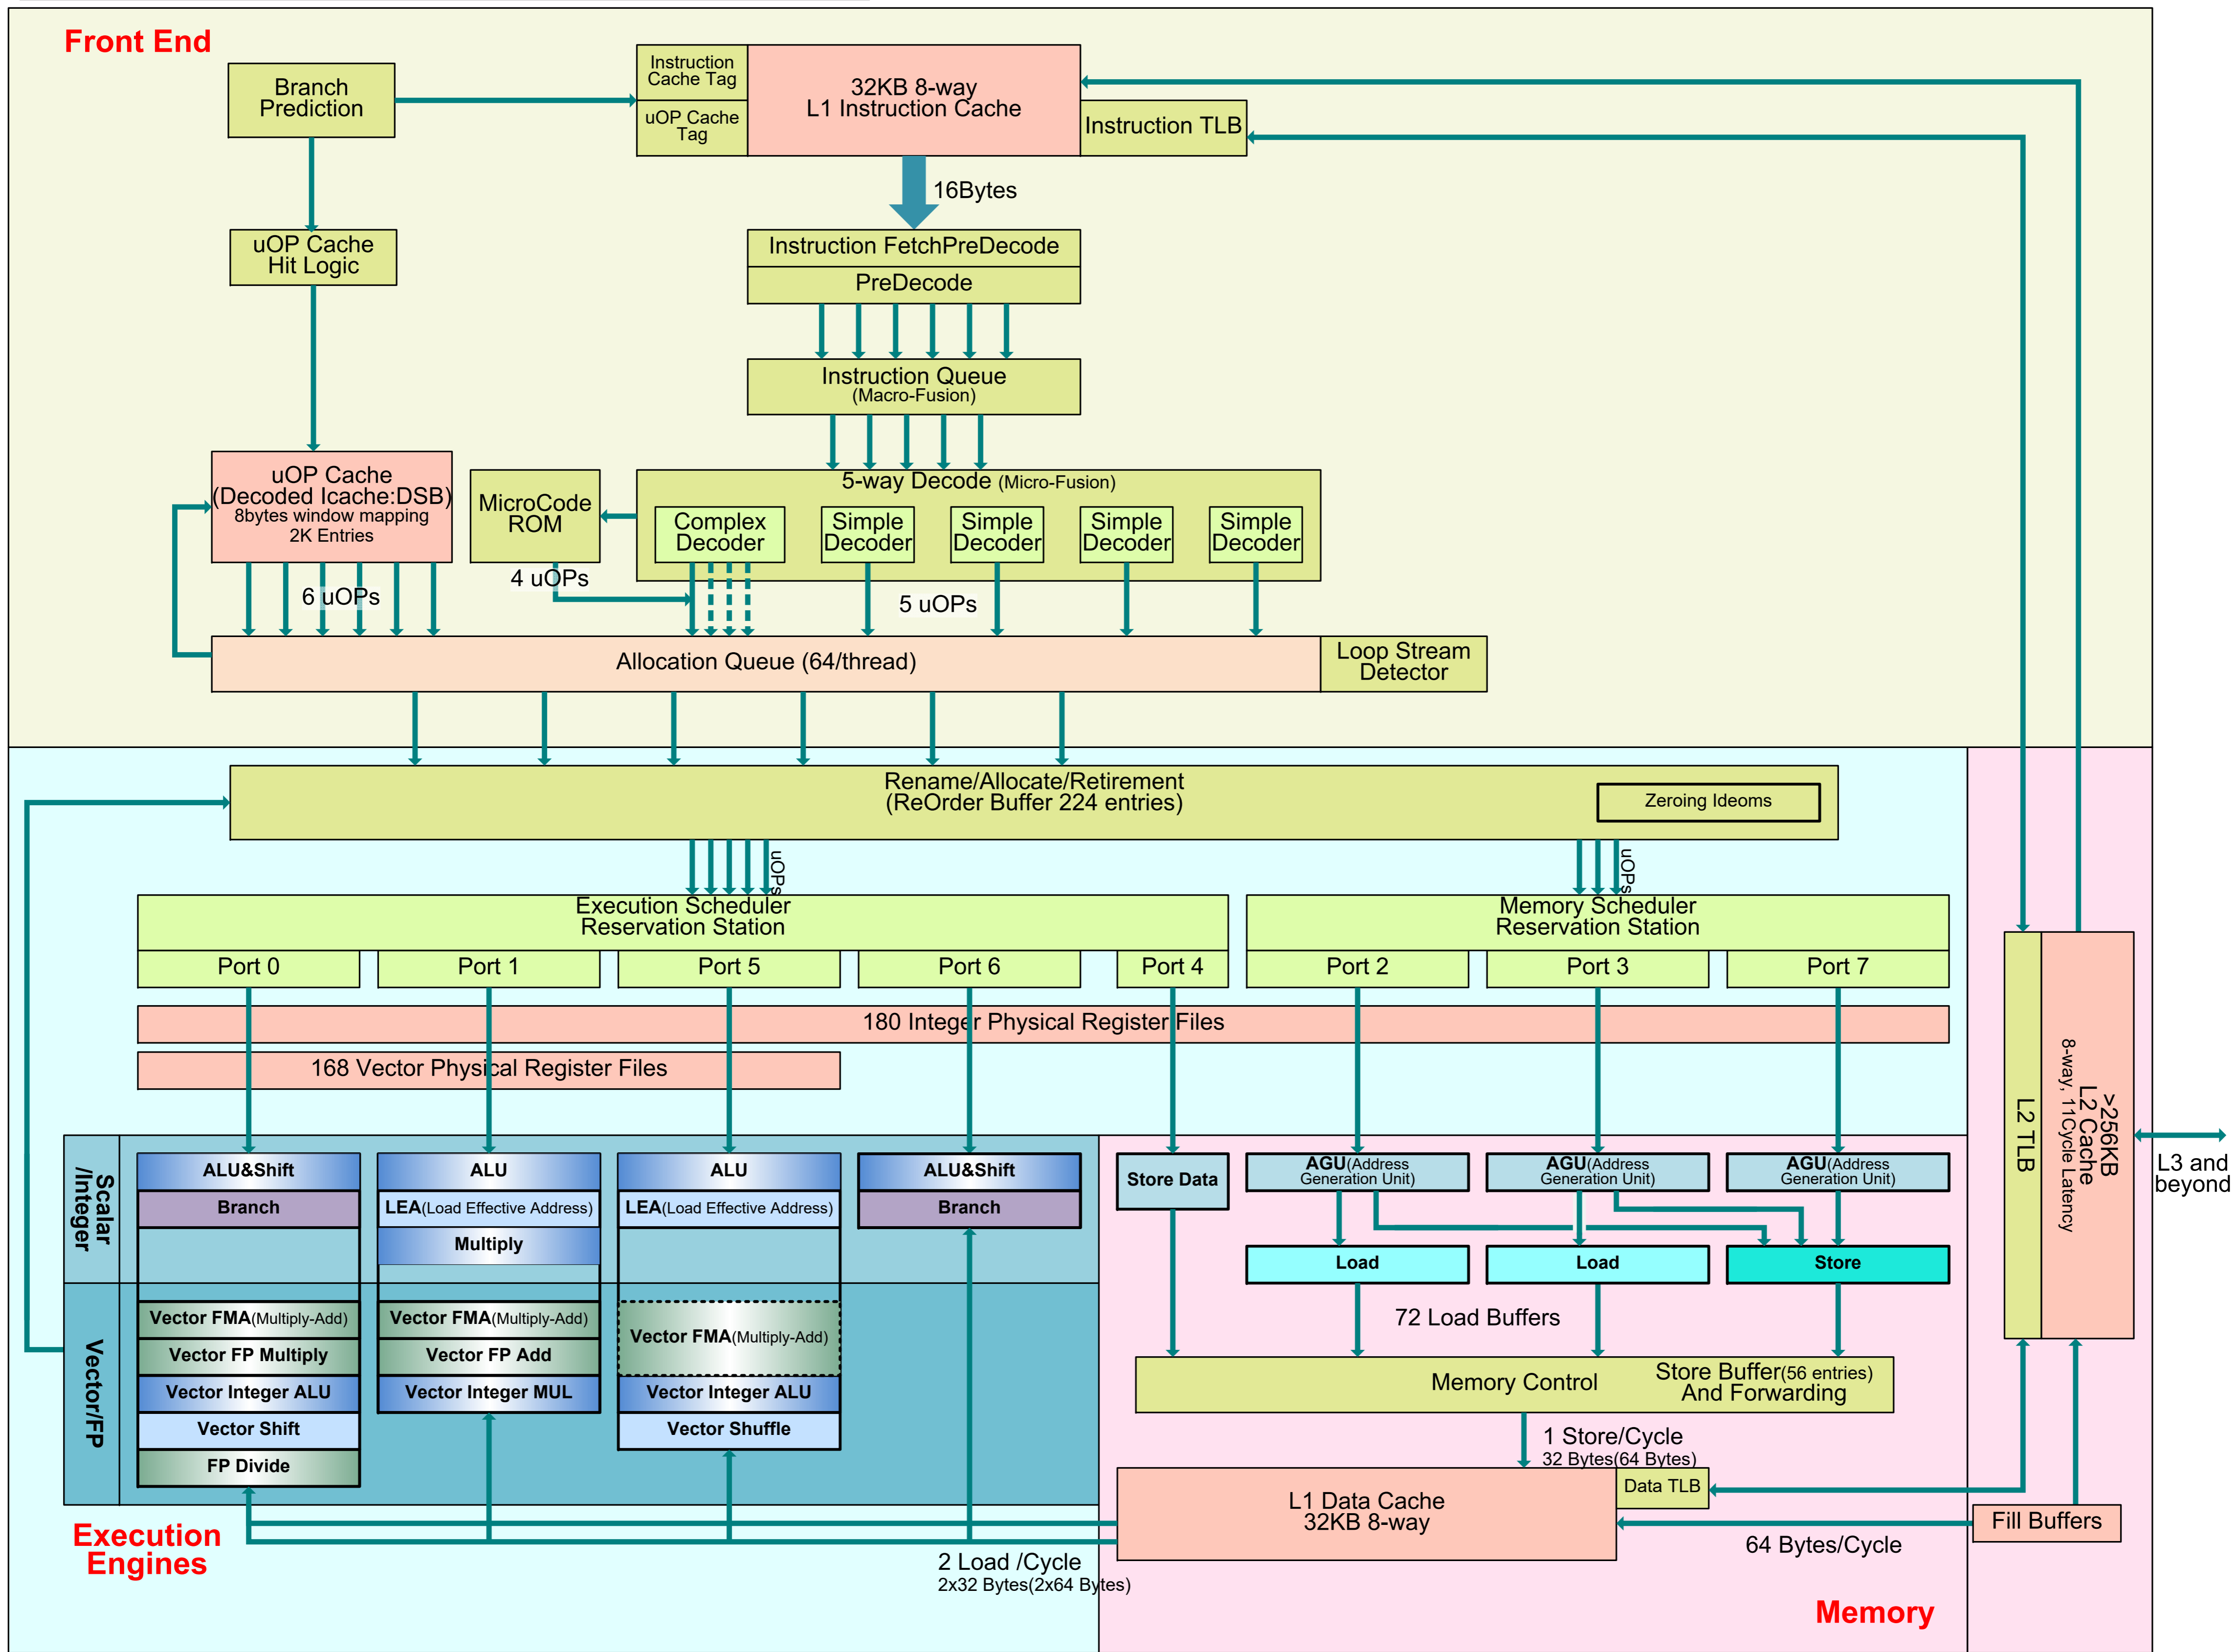 Front End
Branch
Prediction
Instruction
Cache Tag
uOP Cache
Tag
32KB 8-way
L1 Instruction Cache
Instruction TLB
16Bytes
uOP Cache
Hit Logic
Instruction FetchPreDecode
PreDecode
Instruction Queue
(Macro-Fusion)
uOP Cache
(Decoded Icache:DSB)
8bytes window mapping
2K Entries
MicroCode
ROM
5-way Decode (Micro-Fusion)
Complex
Decoder
Simple
Decoder
Simple
Decoder
Simple
Decoder
Simple
Decoder
6 uOPs
4 uOPs
5 uOPs
Allocation Queue (64/thread)
Loop Stream
Detector
Rename/Allocate/Retirement
(ReOrder Buffer 224 entries)
Zeroing Ideoms
uOPs
uOPs
Execution Scheduler
Reservation Station
Memory Scheduler
Reservation Station
Port 0
Port 1
Port 5
Port 6
Port 4
Port 2
Port 3
Port 7
180 Integer Physical Register Files
168 Vector Physical Register Files
Scalar
/Integer
ALU&Shift
Branch
ALU
LEA(Load Effective Address)
Multiply
ALU
LEA(Load Effective Address)
ALU&Shift
Branch
Store Data
AGU(Address
Generation Unit)
AGU(Address
Generation Unit)
AGU(Address
Generation Unit)
Load
Load
Store
Vector/FP
Vector FMA(Multiply-Add)
Vector FP Multiply
Vector Integer ALU
Vector Shift
FP Divide
Vector FMA(Multiply-Add)
Vector FP Add
Vector Integer MUL
Vector FMA(Multiply-Add)
Vector Integer ALU
Vector Shuffle
72 Load Buffers
Memory Control
Store Buffer(56 entries)
And Forwarding
1 Store/Cycle
32 Bytes(64 Bytes)
L1 Data Cache
32KB 8-way
Data TLB
L2 TLB
>256KB
L2 Cache
8-way, 11Cycle Latency
L3 and
beyond
Fill Buffers
64 Bytes/Cycle
2 Load /Cycle
2x32 Bytes(2x64 Bytes)
Execution
Engines
Memory